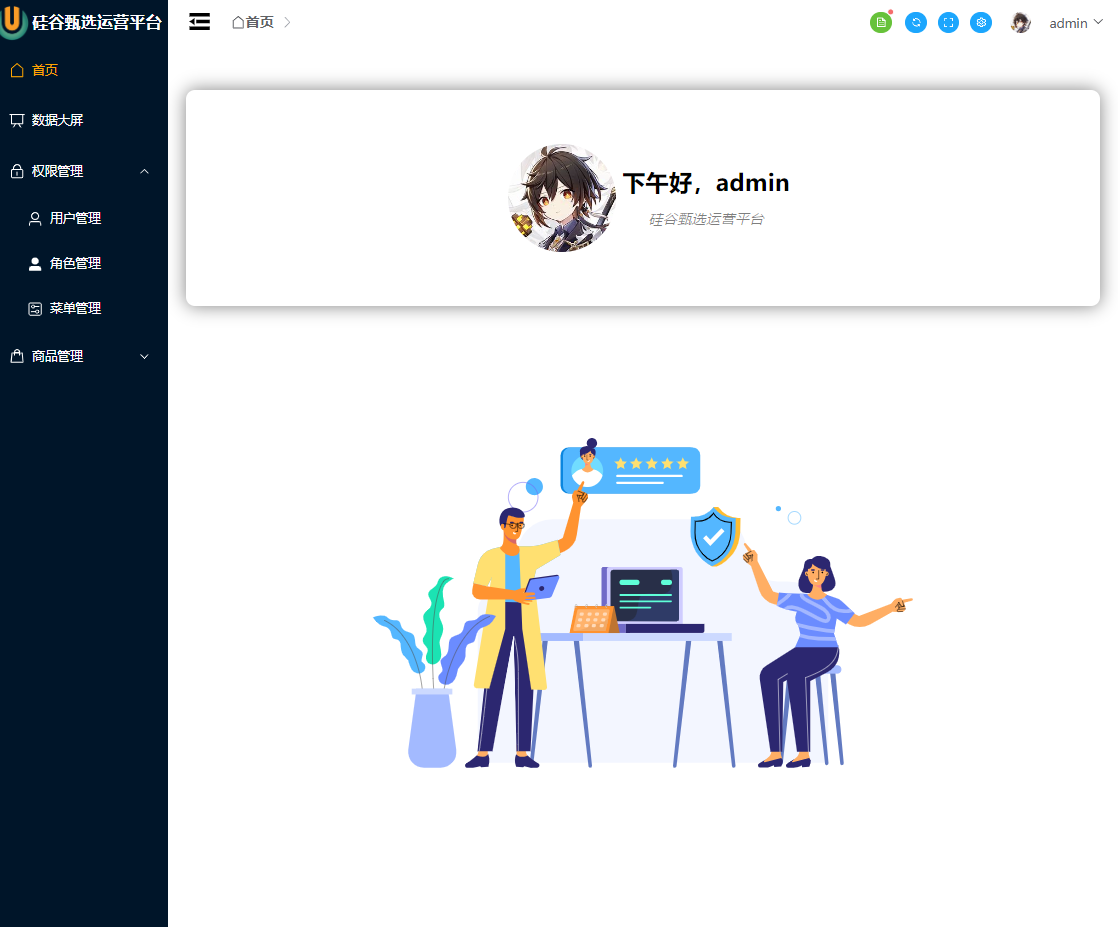 硅谷甄选运营平台
首页
admin
首页
数据大屏
权限管理
用户管理
角色管理
菜单管理
商品管理
下午好，admin
硅谷甄选运营平台